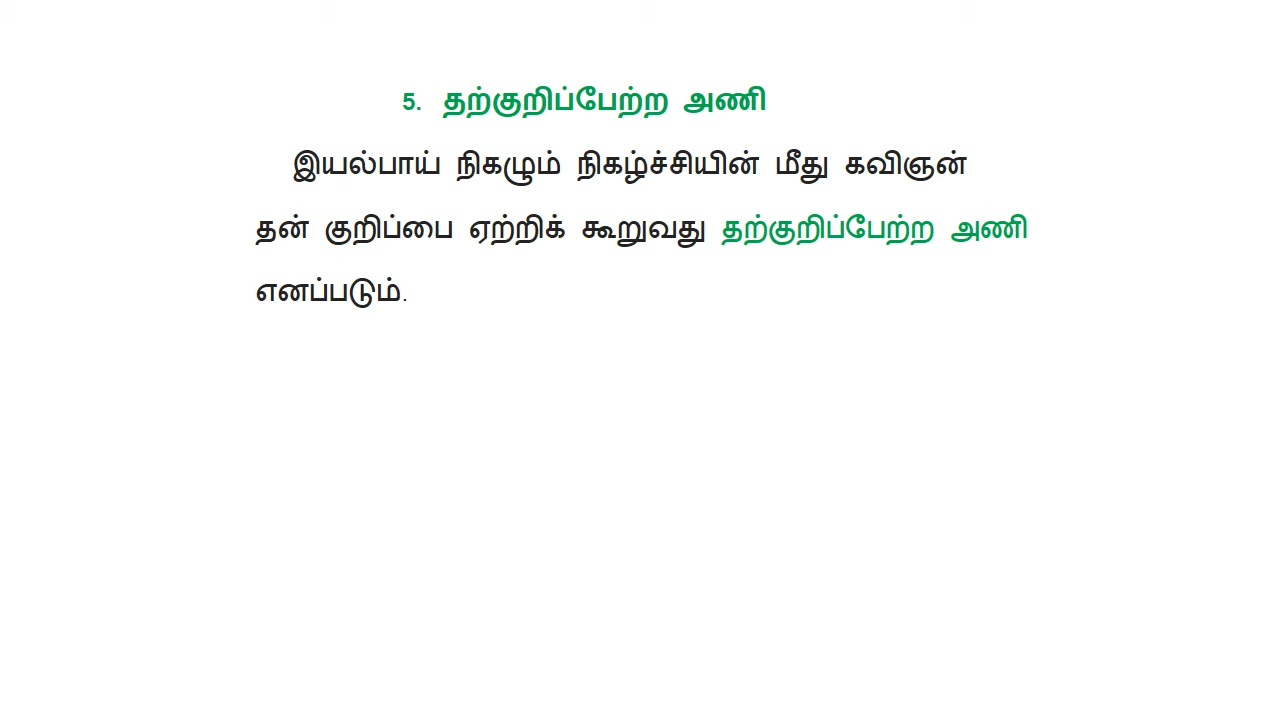 5. தற்குறிப்பேற்ற அணி
இயல்பாய் நிகழும் நிகழ்ச்சியின் மீது கவிஞன்
தன் குறிப்பை ஏற்றிக் கூறுவது தற்குறிப்பேற்ற அணி
எனப்படும்.